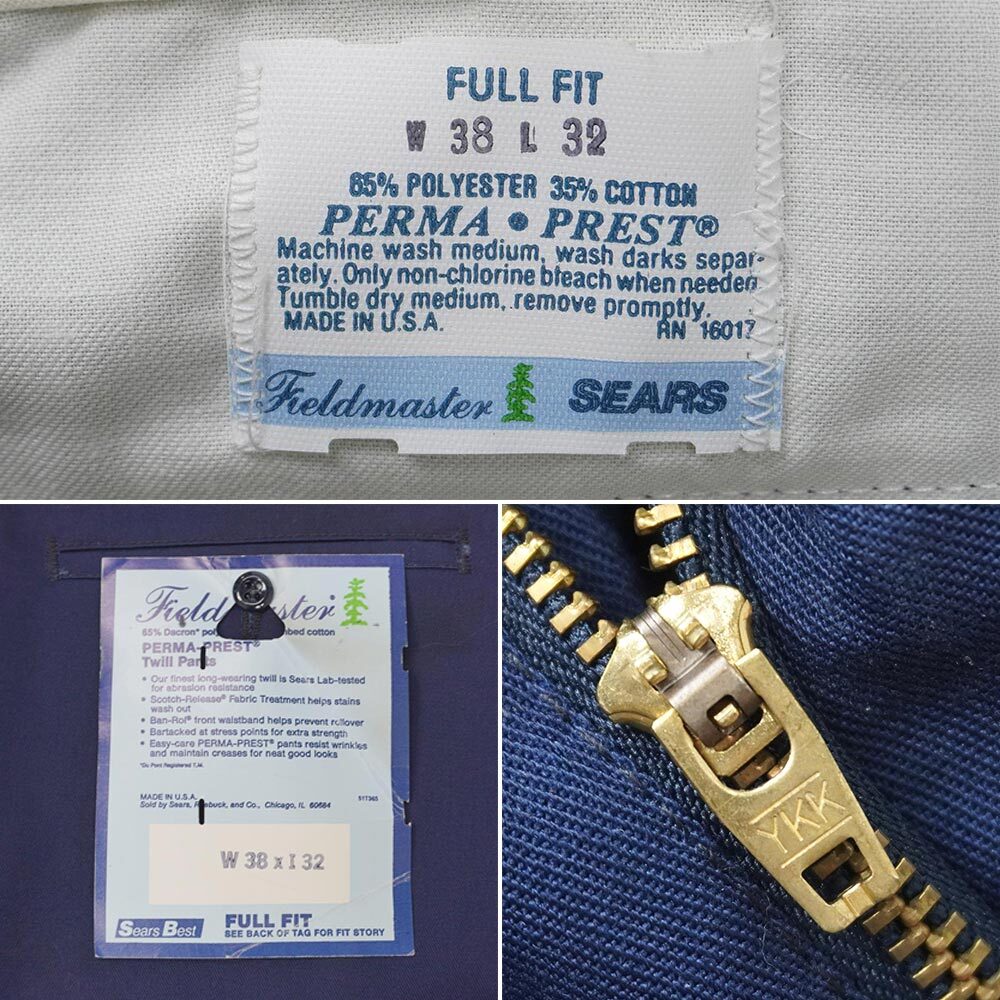 FULL FIT
W 38 L 32
65% POLYESTER 35% COTTON
PERMA • PREST®
Machine wash medium, wash darks separ-
ately. Only non-chlorine bleach when needed
Tumble dry medium, remove promptly.
MADE IN U.S.A. RN 16017
Fieldmaster SEARS
Fieldmaster
65% Dacron* cotton
PERMA-PREST®
Twill Pants
• Our finest long-wearing twill is Sears Lab-tested
for abrasion resistance
• Scotch-Release® Fabric Treatment helps stains
wash out
• Ban-Rol® front waistband helps prevent rollover
• Bartacked at stress points for extra strength
• Easy-care PERMA-PREST® pants resist wrinkles
and maintain creases for neat good looks
*Du Pont Registered T.M.
MADE IN U.S.A.
Sold by Sears, Roebuck, and Co., Chicago, IL 60684 517365
W 38 x I 32
Sears Best FULL FIT
SEE BACK OF TAG FOR FIT STORY
YKK